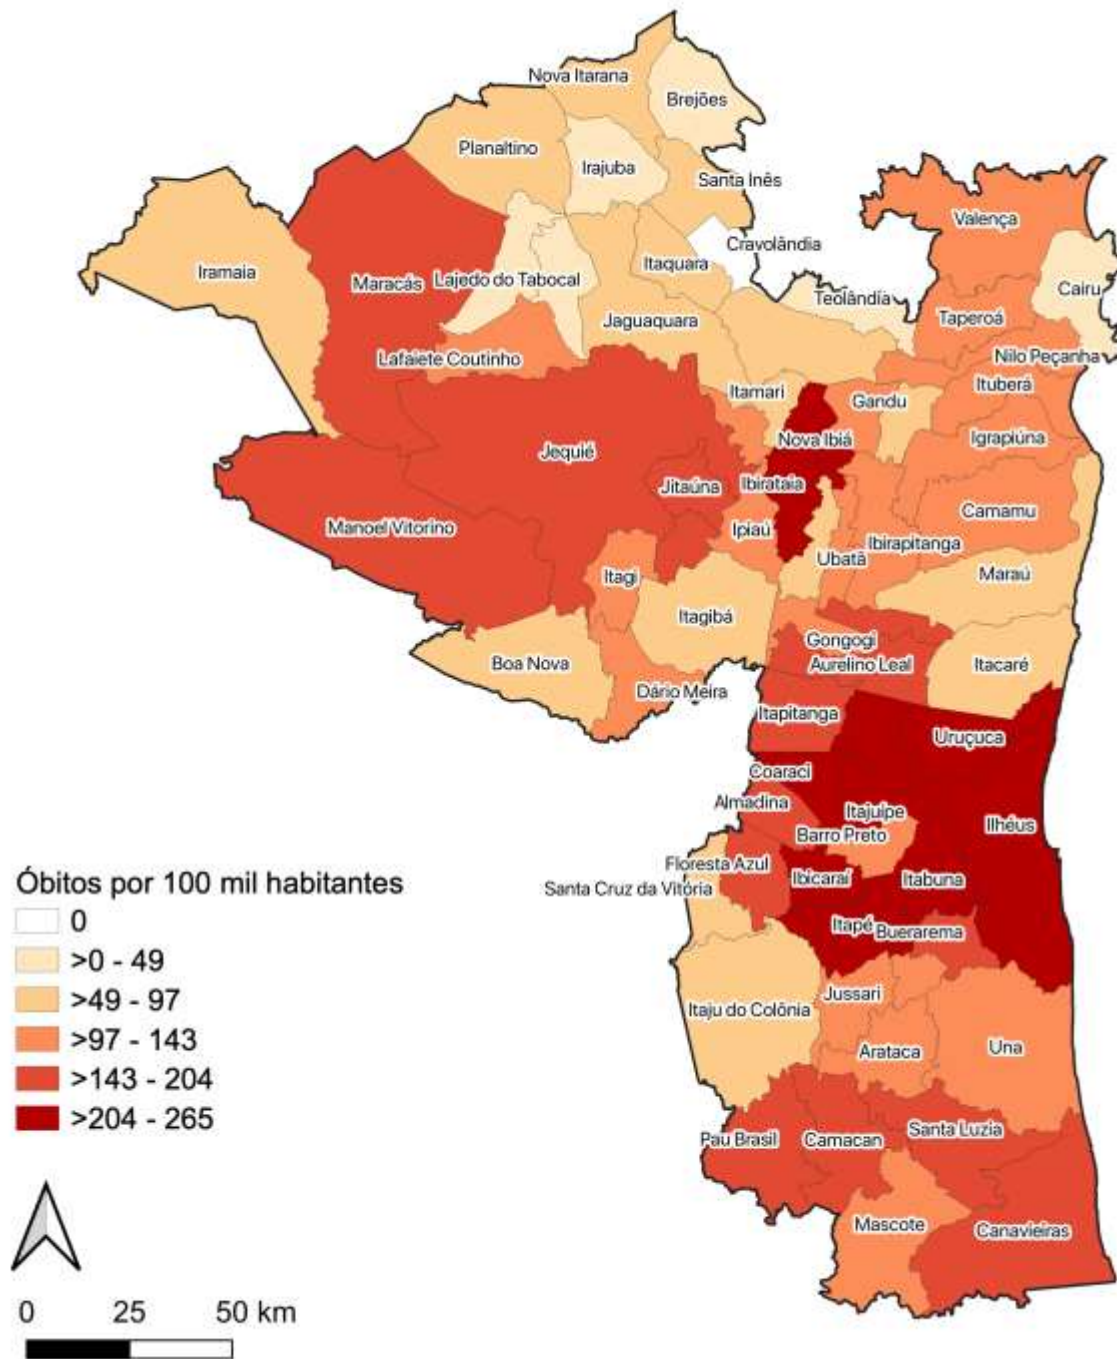 Nova Itarana
Brejões
Planaltino
Irajuba
Santa Inês
Valença
Cravolândia
Iramaia
Itaquara
Maracás
Lajedo do Tabocal
Teolândia
Cairu
Jaguaquara
Taperoá
Lafaiete Coutinho
Nilo Peçanha
Itamari
Gandu
Ituberá
Nova Ibiá
Igrapiúna
Jequié
Jitaúna
Ibirataia
Camamu
Manoel Vitorino
Ipiaú
Ibirapitanga
Ubatã
Itagi
Maraú
Itagibá
Gongogi
Boa Nova
Aurelino Leal
Itacaré
Dário Meira
Itapitanga
Uruçuca
Coaraci
Almadina
Itajuípe
Ilhéus
Barro Preto
Floresta Azul
Ibicaraí
Itabuna
Santa Cruz da Vitória
Itapé
Buerarema
Jussari
Itaju do Colônia
Arataca
Una
Pau Brasil
Camacan
Santa Luzia
Mascote
Canavieiras
Óbitos por 100 mil habitantes
0
>0 - 49
>49 - 97
>97 - 143
>143 - 204
>204 - 265
0 25 50 km